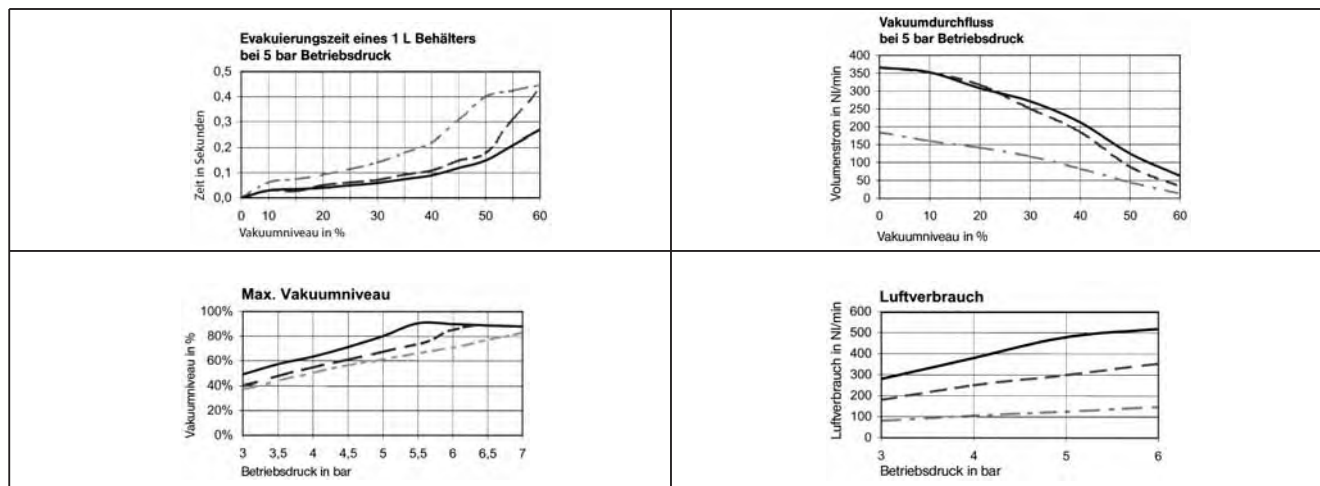 Evakuierungszeit eines 1 L Behälters
bei 5 bar Betriebsdruck
Zeit in Sekunden
0,5
0,4
0,3
0,2
0,1
0,0
0 10 20 30 40 50 60
Vakuumniveau in %
Vakuumdurchfluss
bei 5 bar Betriebsdruck
Volumenstrom in Nl/min
400
350
300
250
200
150
100
50
0
0 10 20 30 40 50 60
Vakuumniveau in %
Max. Vakuumniveau
Vakuumniveau in %
100%
80%
60%
40%
20%
0%
3 3,5 4 4,5 5 5,5 6 6,5 7
Betriebsdruck in bar
Luftverbrauch
Luftverbrauch in Nl/min
600
500
400
300
200
100
0
3 4 5 6
Betriebsdruck in bar